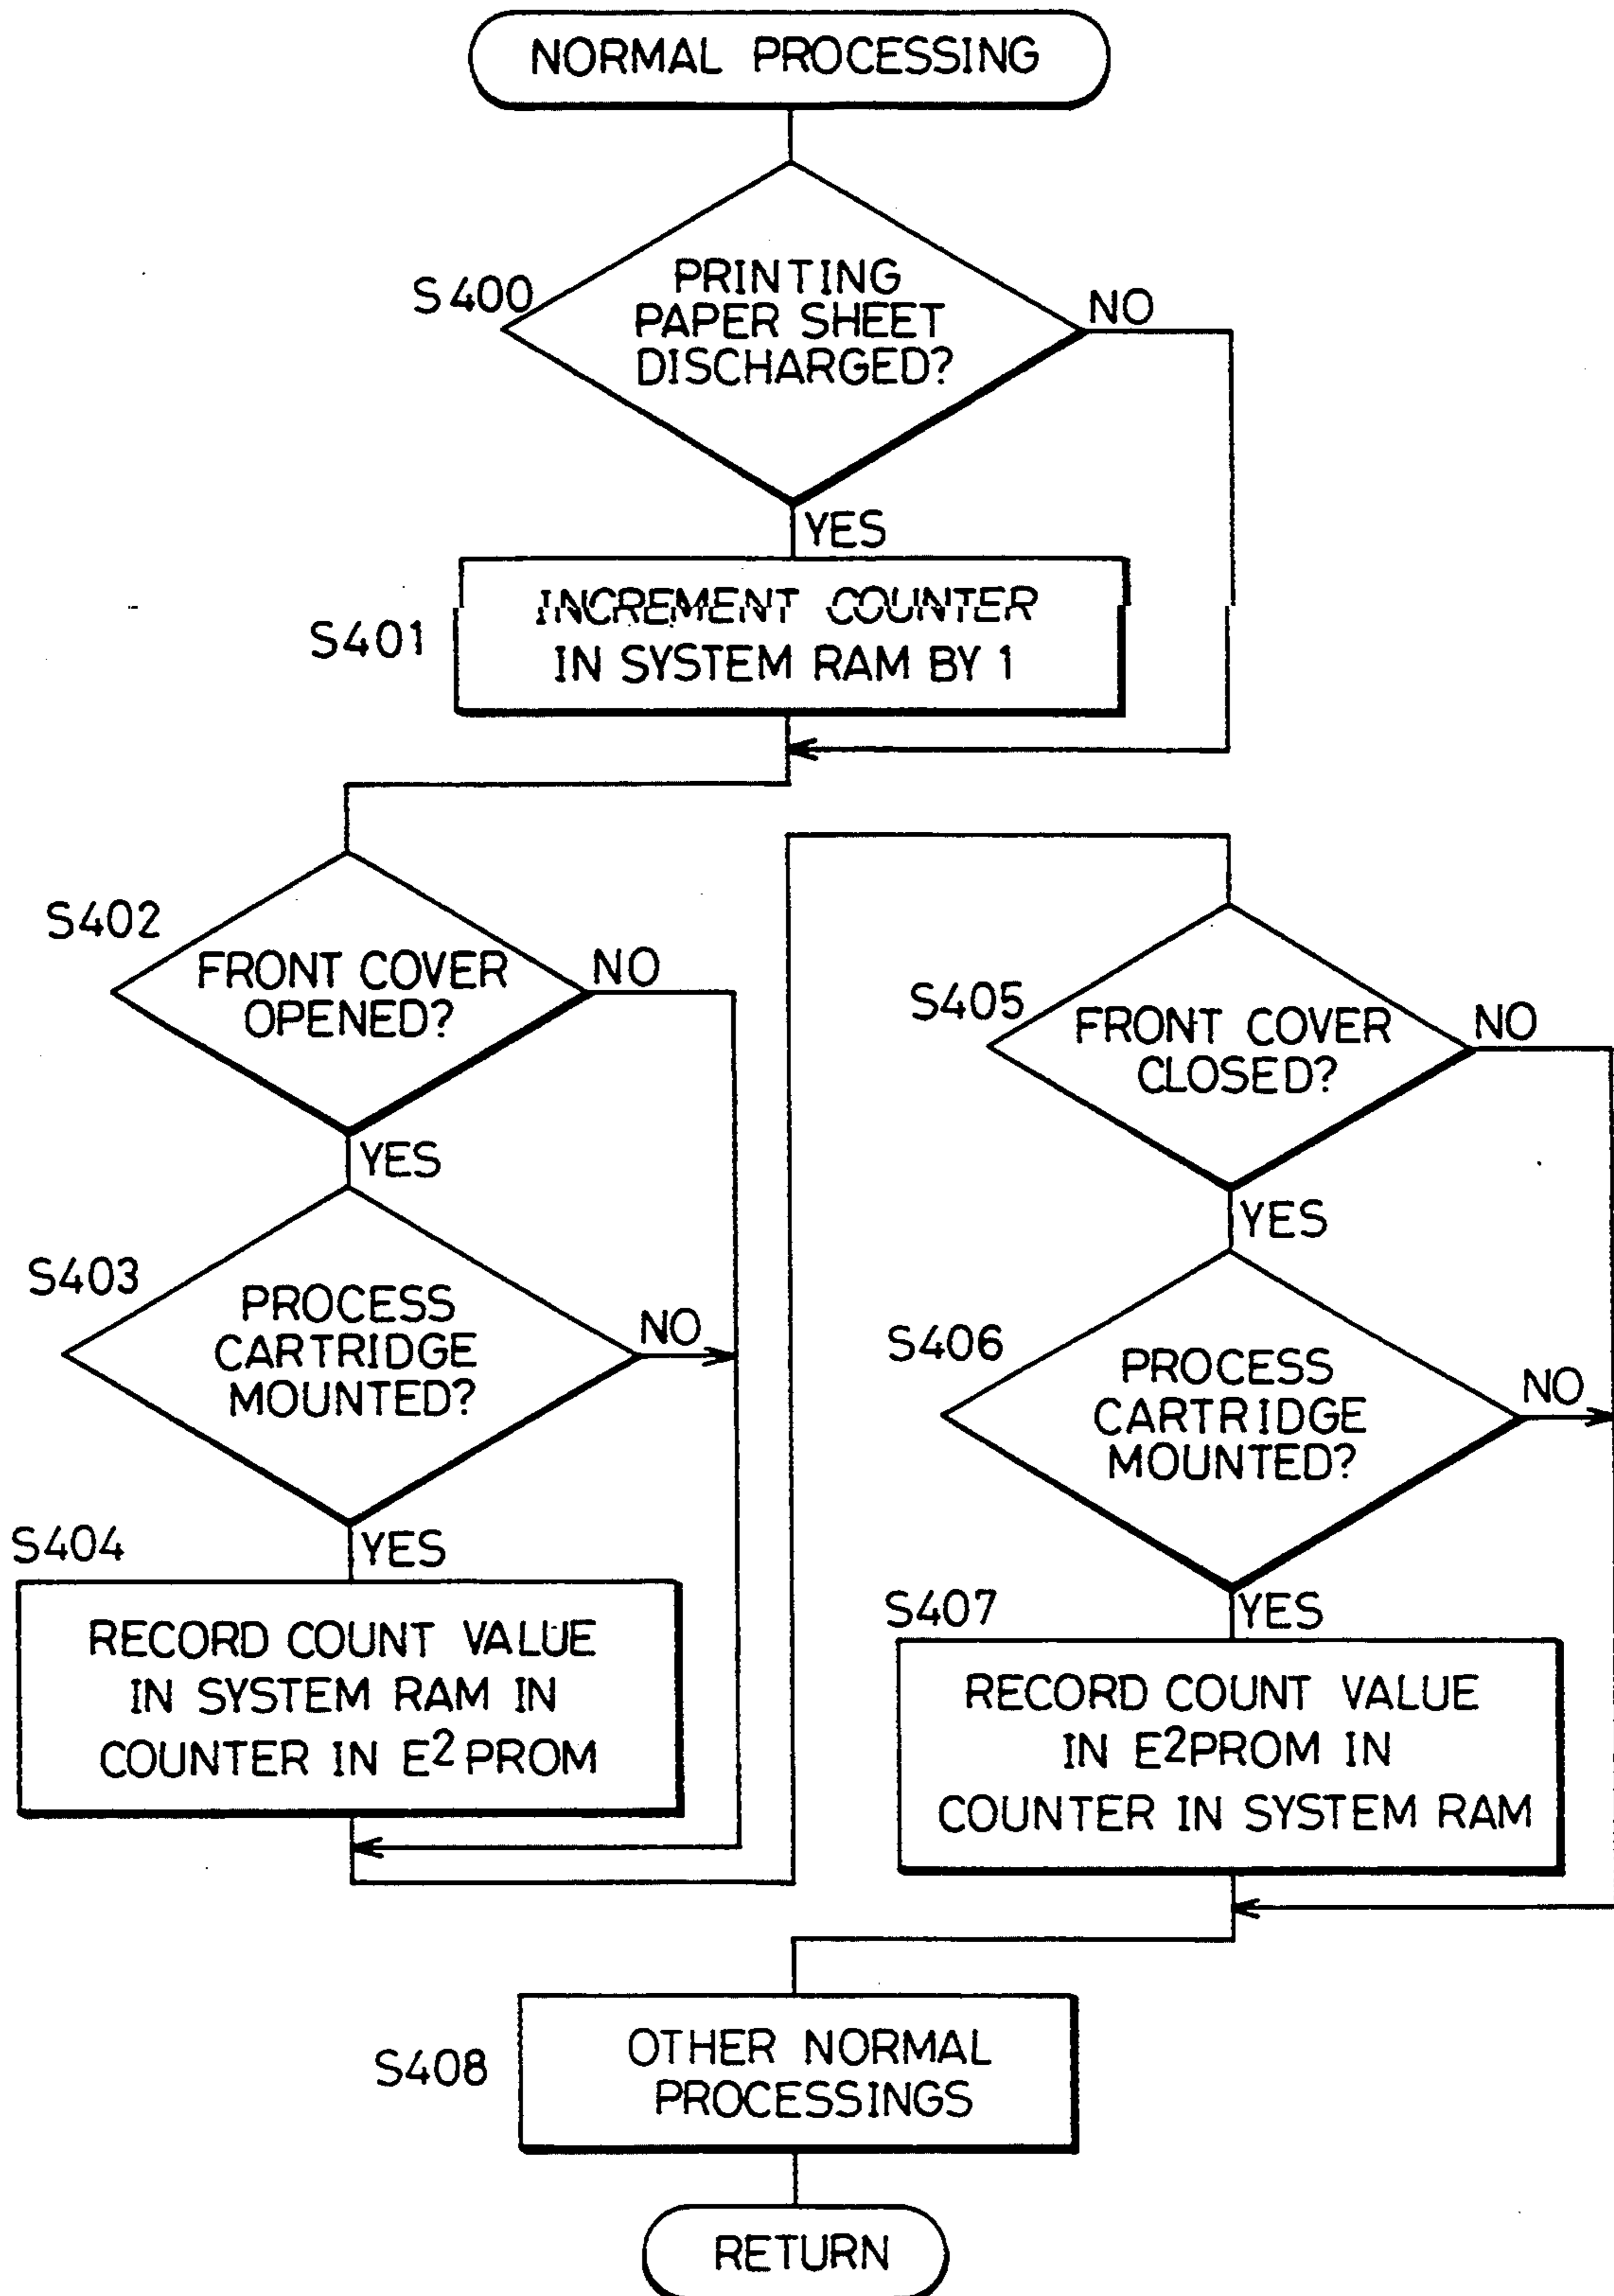 NORMAL PROCESSING
S400
PRINTING
PAPER SHEET
DISCHARGED?
NO
YES
S401
INCREMENT COUNTER
IN SYSTEM RAM BY 1
S402
FRONT COVER
OPENED?
NO
YES
S403
PROCESS
CARTRIDGE
MOUNTED?
NO
YES
S404
RECORD COUNT VALUE
IN SYSTEM RAM IN
COUNTER IN E²PROM
S405
FRONT COVER
CLOSED?
NO
YES
S406
PROCESS
CARTRIDGE
MOUNTED?
NO
YES
S407
RECORD COUNT VALUE
IN E²PROM IN
COUNTER IN SYSTEM RAM
S408
OTHER NORMAL
PROCESSINGS
RETURN